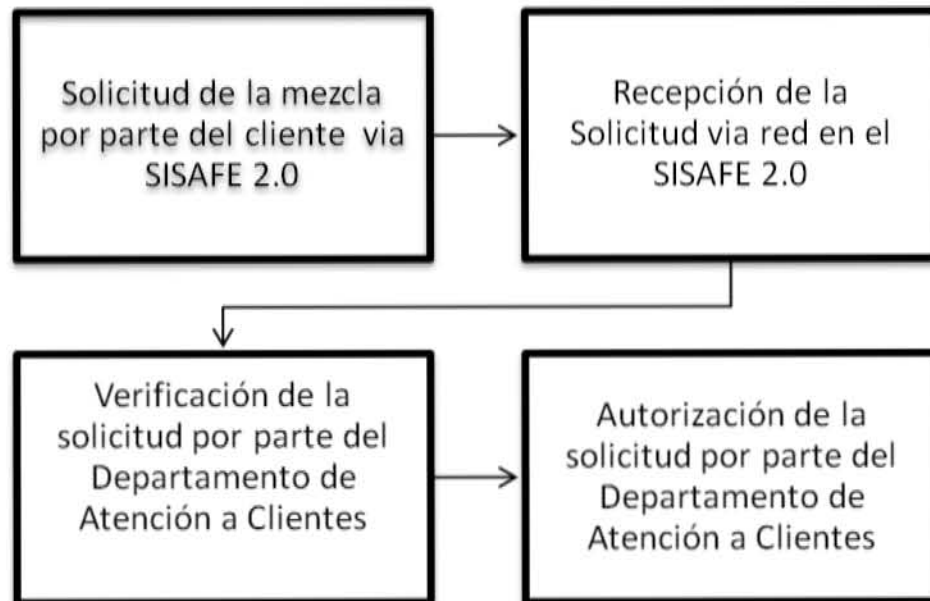 Solicitud de la mezcla
por parte del cliente via
SISAFE 2.0
Recepción de la
Solicitud via red en el
SISAFE 2.0
Verificación de la
solicitud por parte del
Departamento de
Atención a Clientes
Autorización de la
solicitud por parte del
Departamento de
Atención a Clientes